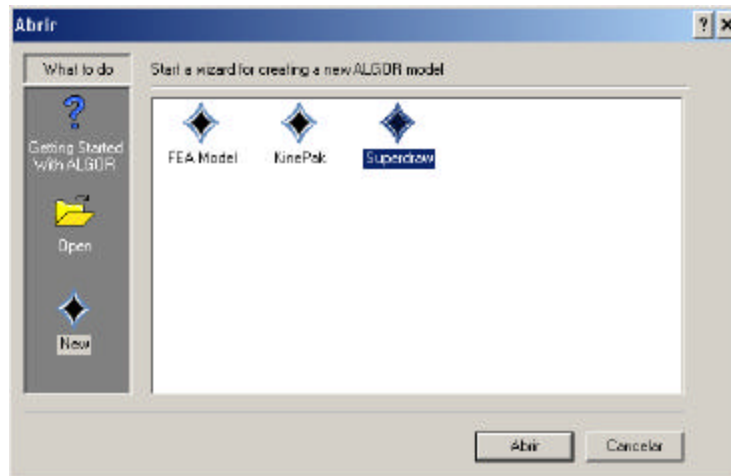 Abrir
What to do
Start a wizard for creating a new ALGOR model
Getting Started
With ALGOR
Open
New
FEA Model
KinePak
Superdraw
Abrir
Cancelar